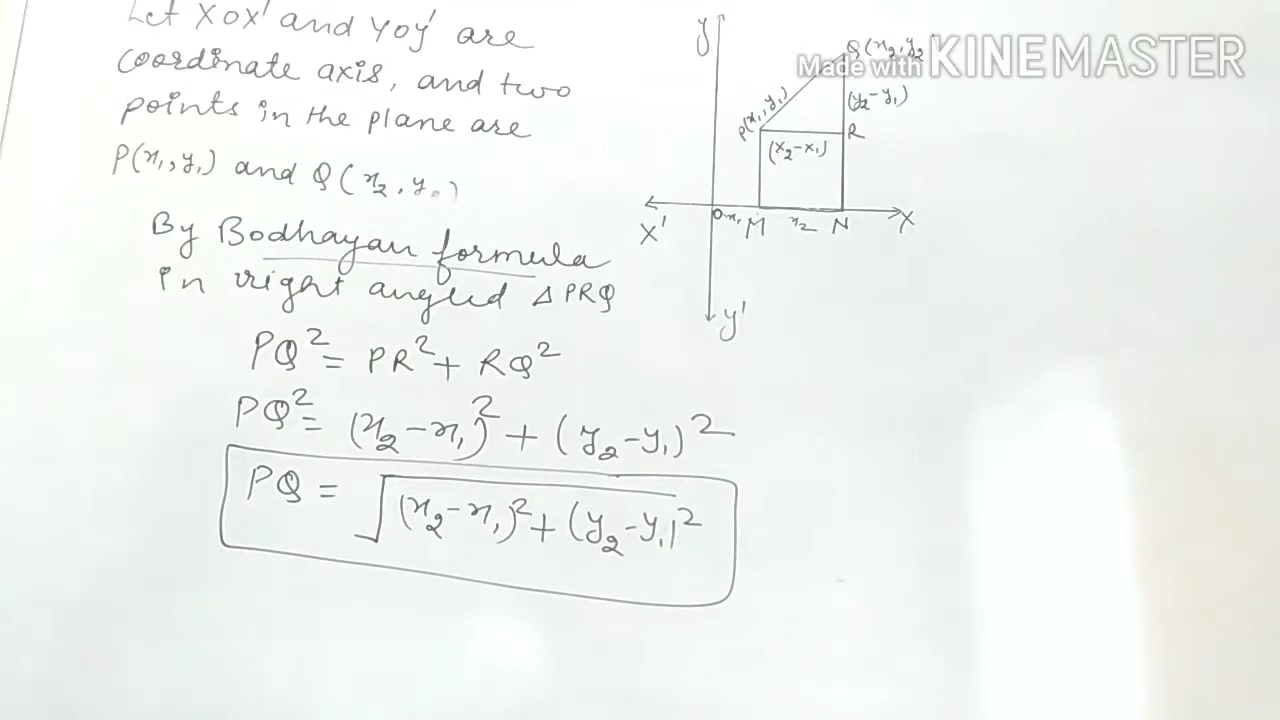 Let XOX' and YOY' are
coordinate axis, and two
points in the plane are
P(x₁, y₁) and Q(x₂, y
By Bodhayan formula
in right angled △PRQ
PQ² = PR² + RQ²
PQ² = (x₂-x₁)² + (y₂-y₁)²
PQ = √(x₂-x₁)² + (y₂-y₁)²
y
Q(x₂, y₂
Made with KINEMASTER
(y₂-y₁)
P(x₁, y₁)
R
(x₂-x₁)
X'
O x₁ M x₂ N X
y'